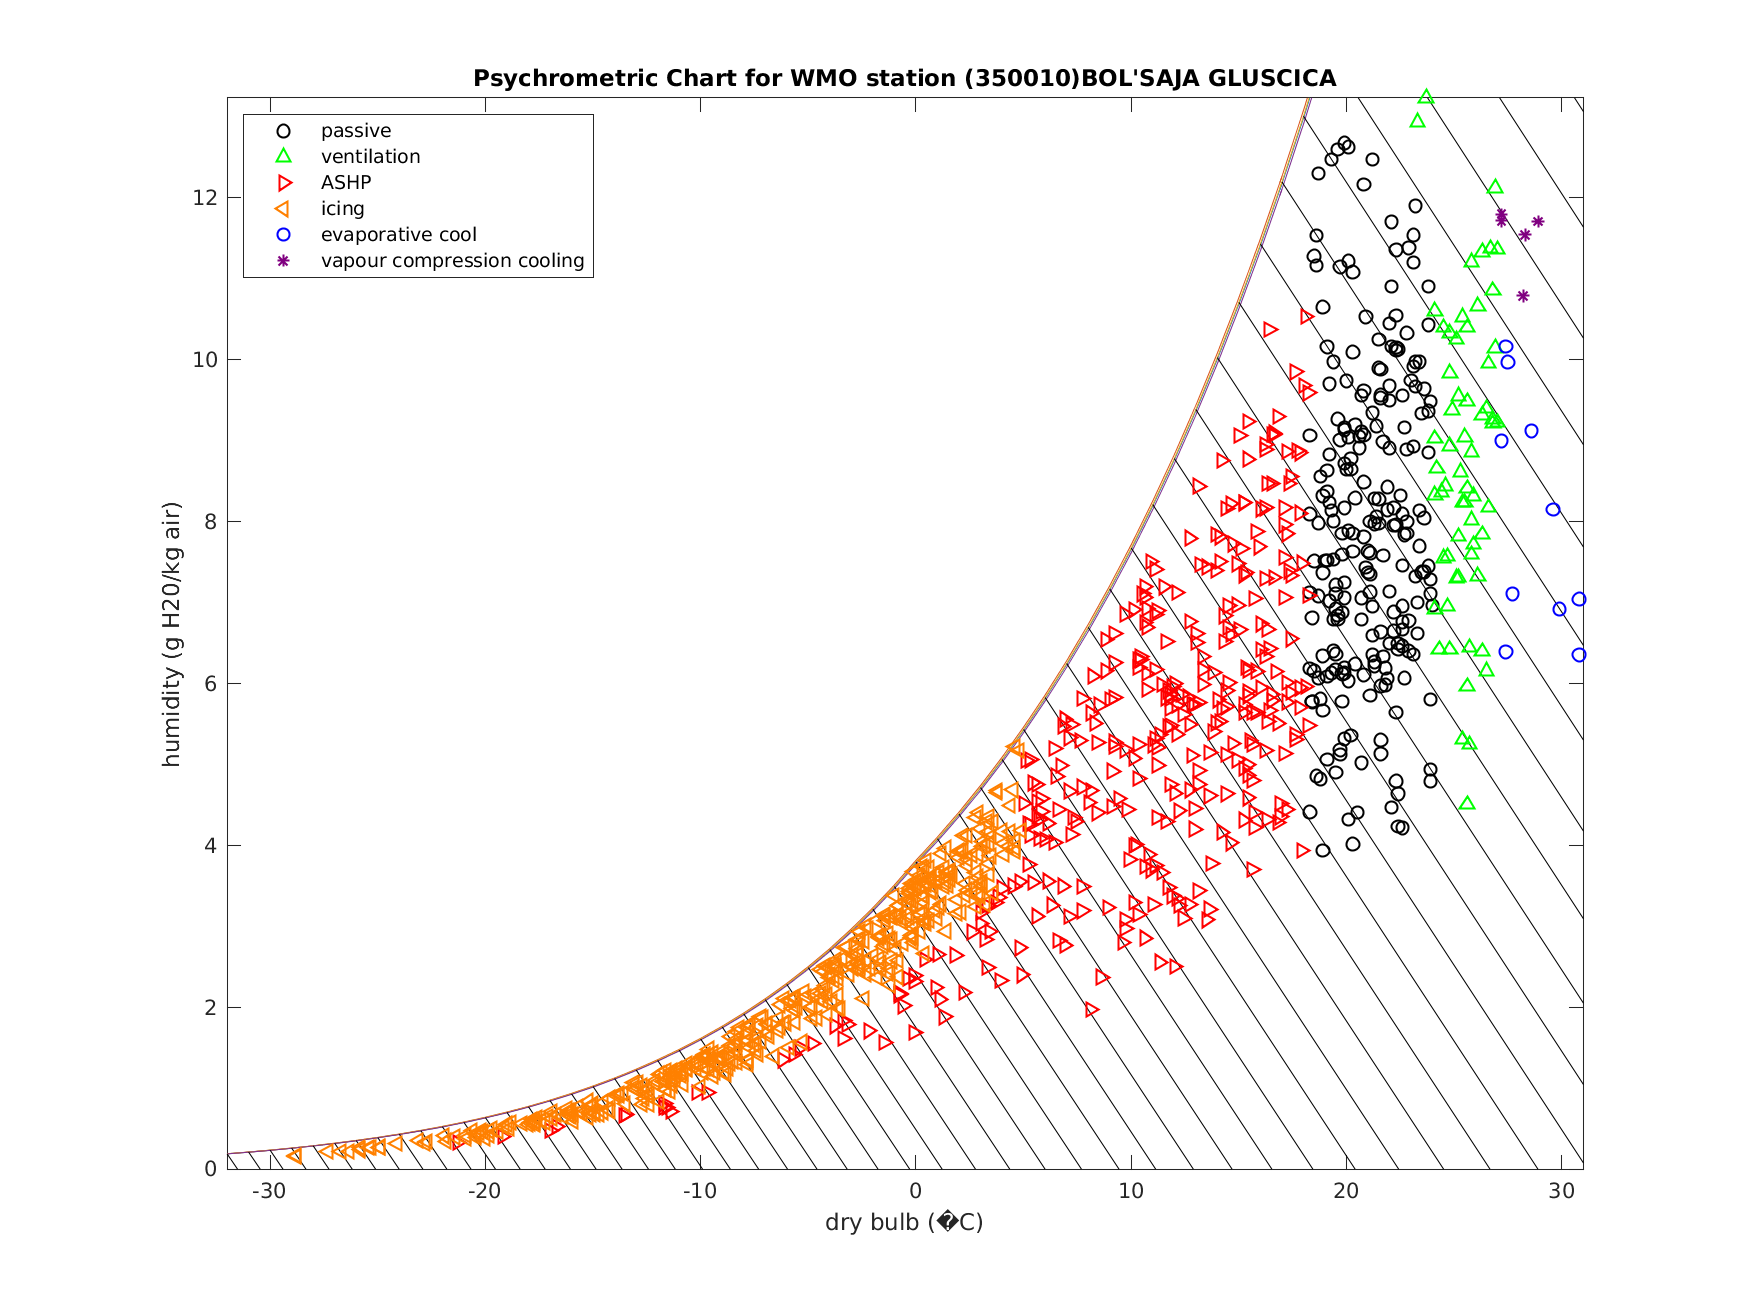 Psychrometric Chart for WMO station (350010)BOL'SAJA GLUSCICA
passive
ventilation
ASHP
icing
evaporative cool
vapour compression cooling
humidity (g H20/kg air)
12
10
8
6
4
2
0
-30 -20 -10 0 10 20 30
dry bulb (�C)